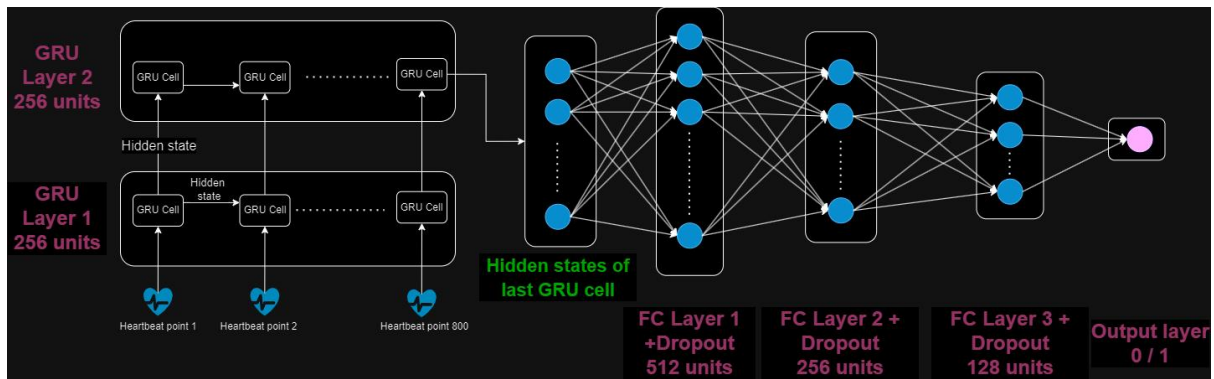 GRU
Layer 2
256 units
GRU Cell
GRU Cell
GRU Cell
Hidden state
GRU
Layer 1
256 units
GRU Cell
Hidden
state
GRU Cell
GRU Cell
Heartbeat point 1
Heartbeat point 2
Heartbeat point 800
Hidden states of
last GRU cell
FC Layer 1
+Dropout
512 units
FC Layer 2 +
Dropout
256 units
FC Layer 3 +
Dropout
128 units
Output layer
0 / 1